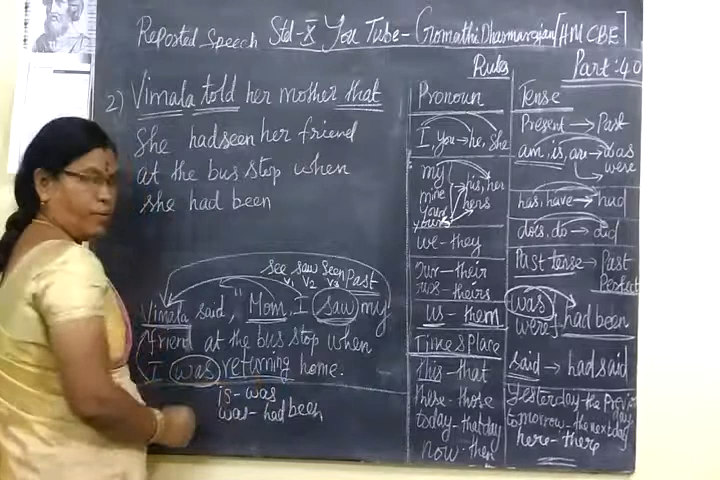 Reported Speech Std-X You Tube-Gomathi Dharmarajan [HM CBE]
Part:40
2) Vimala told her mother that
She had seen her friend
at the bus stop when
she had been
see saw seen past
V1 V2 V3
Vimala said, "Mom, I saw my
friend at the bus stop when
I was returning home.
is - was
was - had been
Rules
Pronoun
I, you → he, she
my
mine
your
yours
his, her
hers
we - they
our - their
ours - theirs
us - them
Time & Place
This - that
these - those
today - that day
now - then
Tense
Present → Past
am, is, are → was
were
has, have → had
does, do → did
Past tense → Past
Perfect
was
were
had been
said → had said
Yesterday - the Previous
day
tomorrow - the next day
here - there